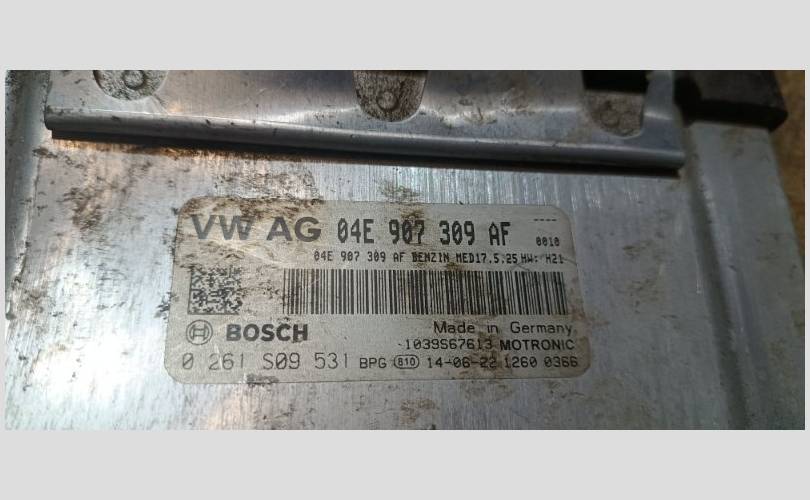 VW AG 04E 907 309 AF ---- 0010
04E 907 309 AF BENZIN MED17.5.25 HW: H21
BOSCH Made in Germany
1039S67613 MOTRONIC
0 261 S09 531 BPG 810 14-06-22 1260 0366